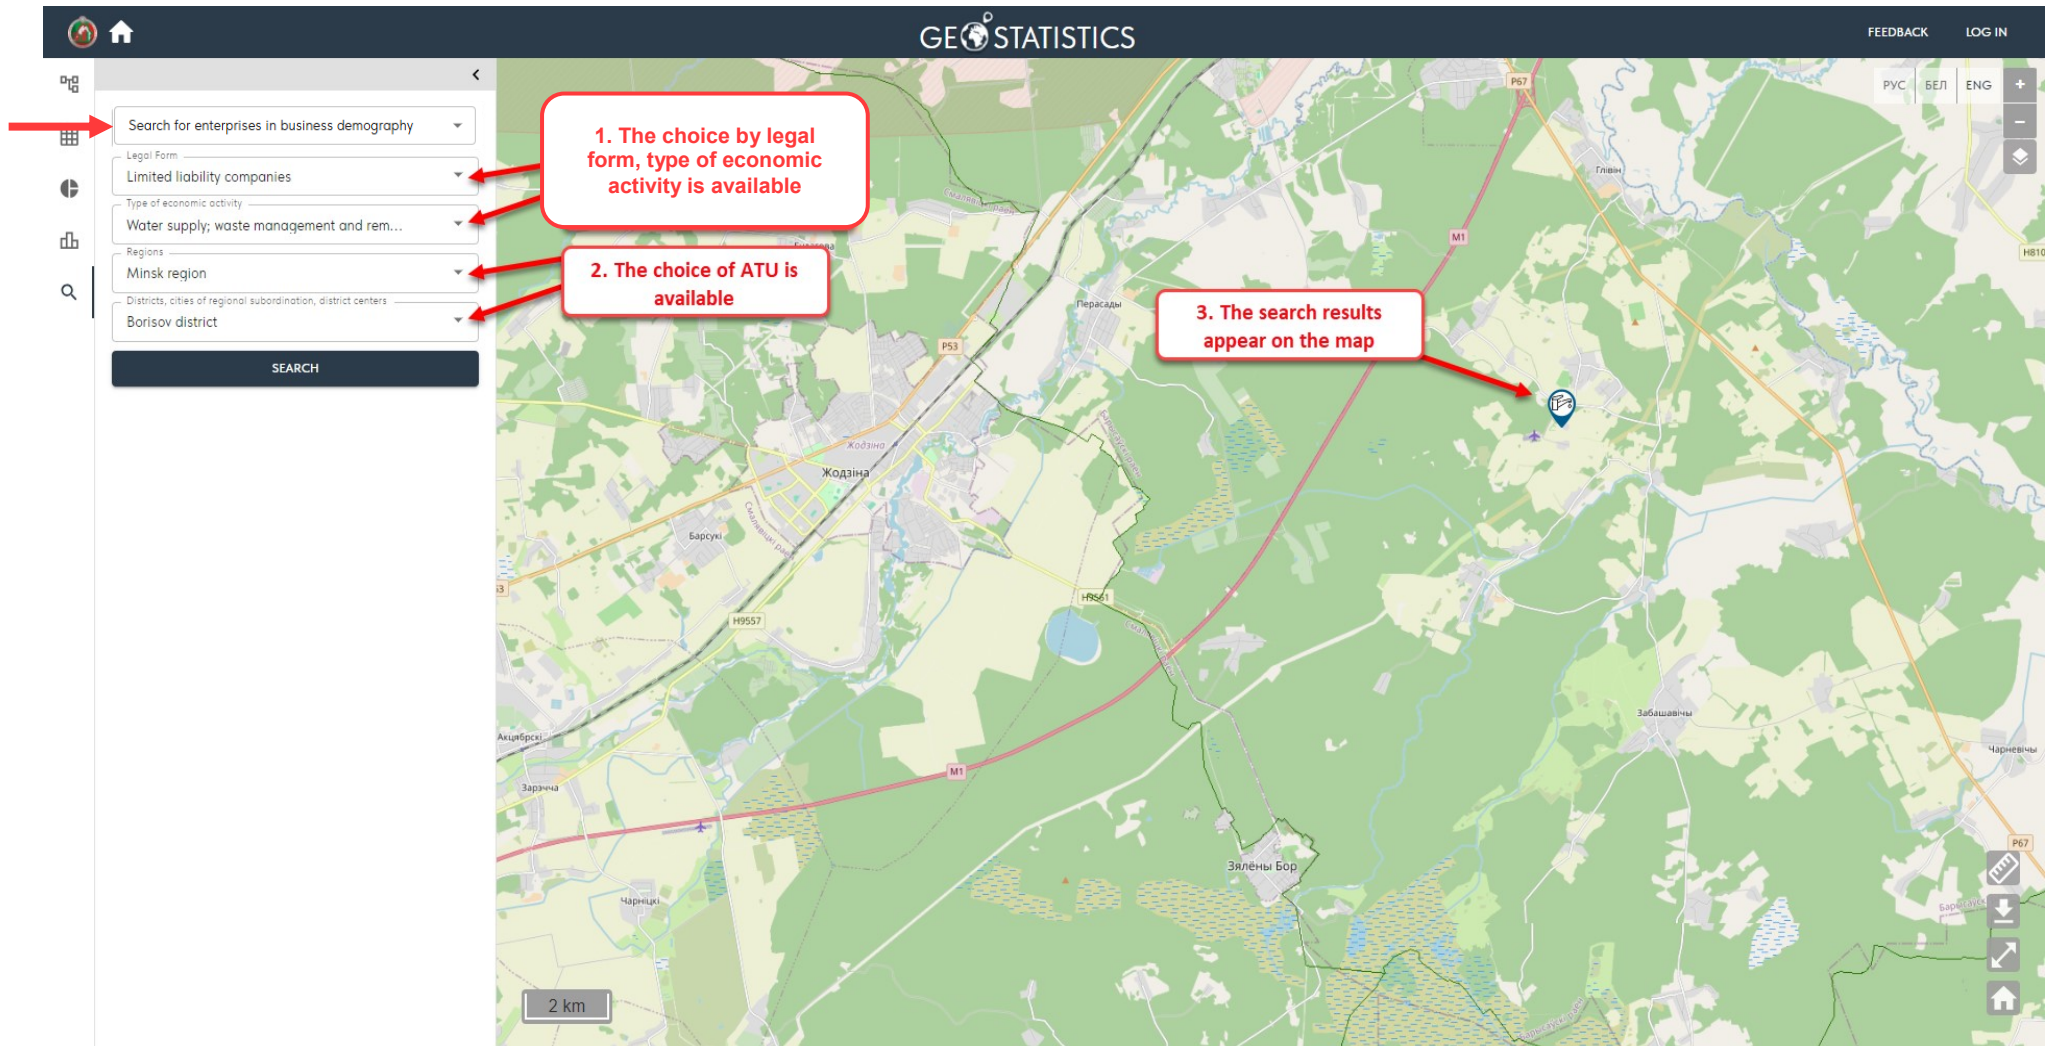 GEOSTATISTICS
FEEDBACK
LOG IN
Search for enterprises in business demography
Legal Form
Limited liability companies
Type of economic activity
Water supply; waste management and rem...
Regions
Minsk region
Districts, cities of regional subordination, district centers
Borisov district
SEARCH
1. The choice by legal
form, type of economic
activity is available
2. The choice of ATU is
available
3. The search results
appear on the map
РУС
БЕЛ
ENG
+
−
P67
Глівін
M1
H810
Перасады
P53
Жодзіна
Жодзіна
Барсукі
H9561
H9557
Забашавічы
Чарневічы
Акцябрскі
M1
Зарэчча
P67
Зялёны Бор
Чарніцкі
2 km